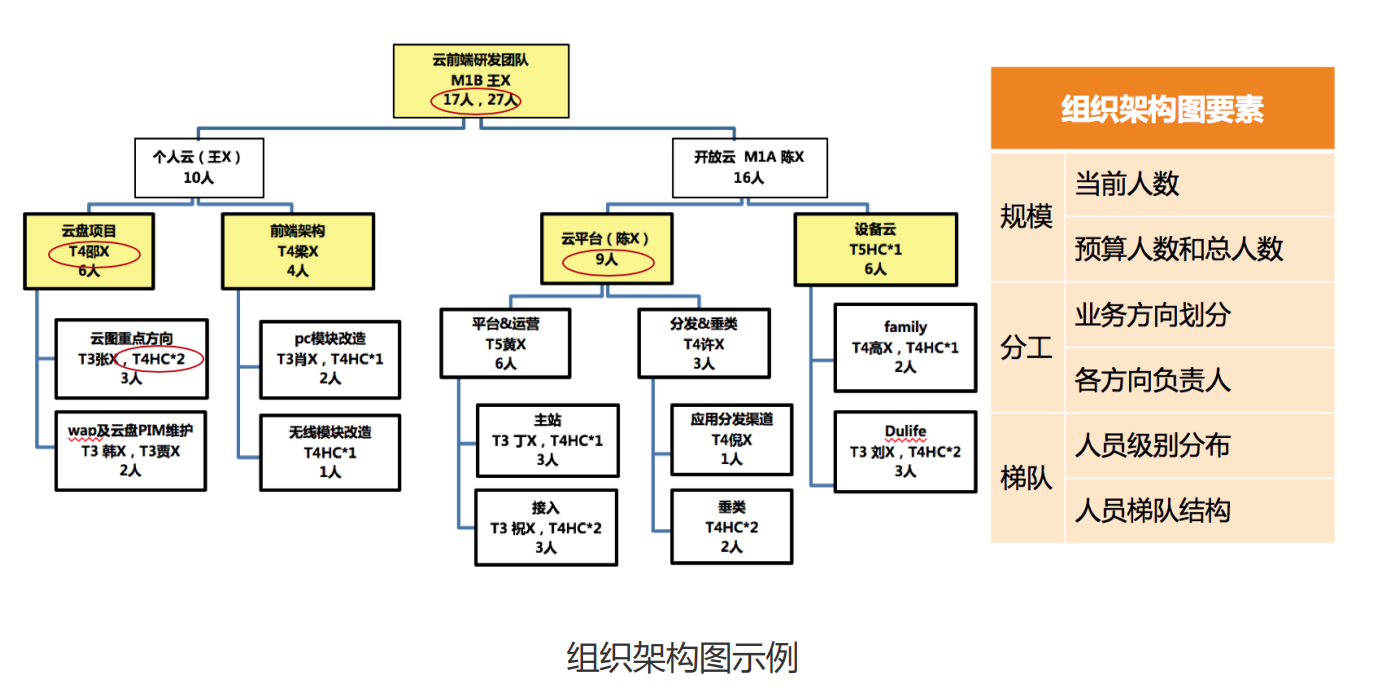 云前端研发团队
M1B 王X
17人，27人
个人云（王X）
10人
开放云 M1A 陈X
16人
云盘项目
T4邵X
6人
前端架构
T4梁X
4人
云平台（陈X）
9人
设备云
T5HC*1
6人
云图重点方向
T3张X，T4HC*2
3人
pc模块改造
T3肖X，T4HC*1
2人
平台&运营
T5黄X
6人
分发&垂类
T4许X
3人
family
T4高X，T4HC*1
2人
wap及云盘PIM维护
T3 韩X，T3贾X
2人
无线模块改造
T4HC*1
1人
主站
T3 丁X，T4HC*1
3人
应用分发渠道
T4倪X
1人
Dulife
T3 刘X，T4HC*2
3人
接入
T3 祝X，T4HC*2
3人
垂类
T4HC*2
2人
组织架构图要素
规模
当前人数
预算人数和总人数
分工
业务方向划分
各方向负责人
梯队
人员级别分布
人员梯队结构
组织架构图示例